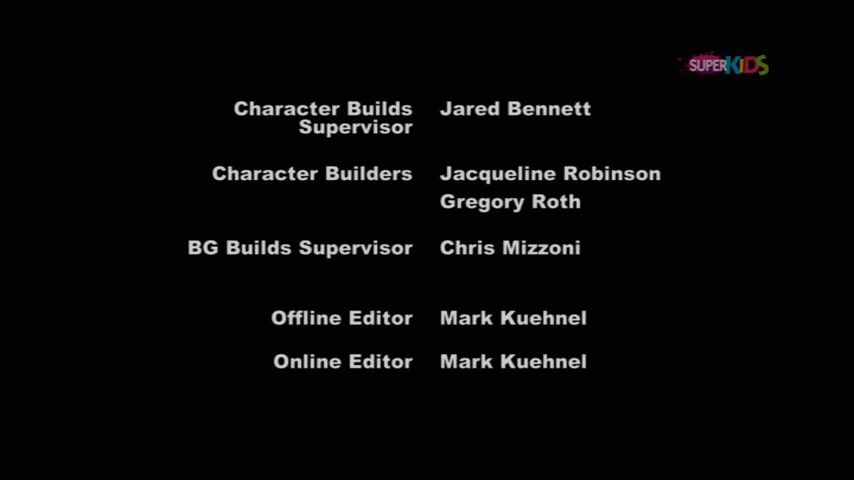 SUPERKiDS
Character Builds Supervisor Jared Bennett
Character Builders Jacqueline Robinson
Gregory Roth
BG Builds Supervisor Chris Mizzoni
Offline Editor Mark Kuehnel
Online Editor Mark Kuehnel